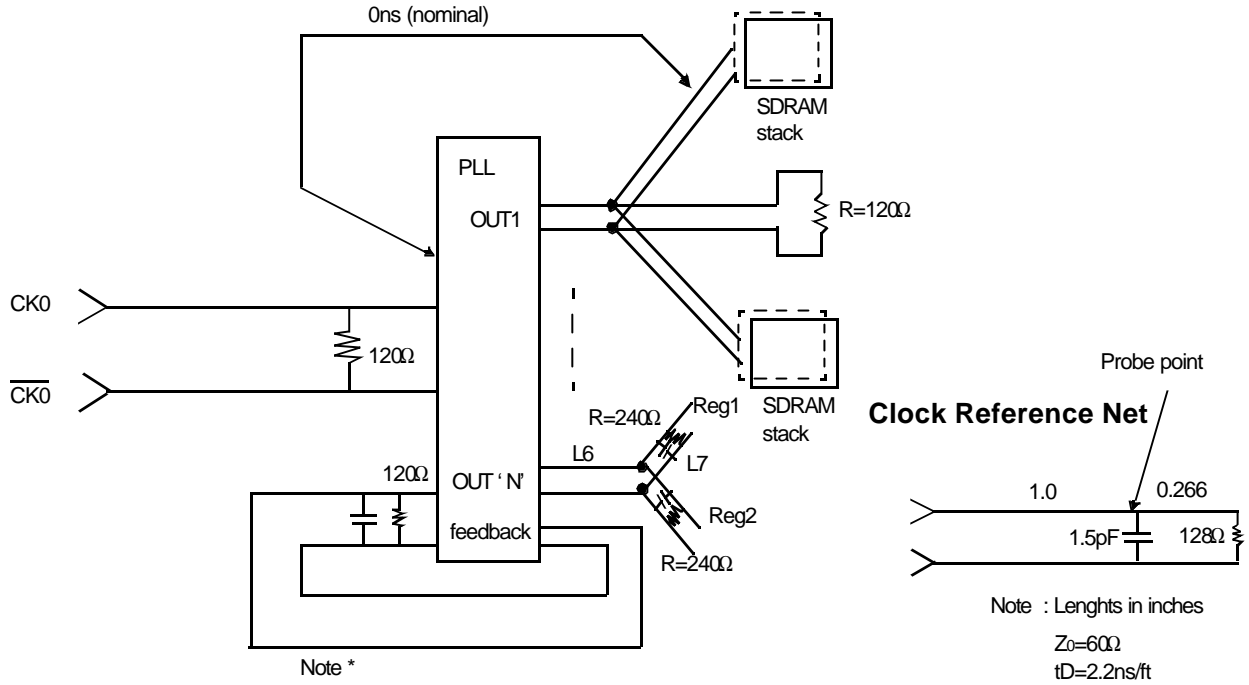 0ns (nominal)
SDRAM
stack
PLL
OUT1
R=120Ω
CK0
120Ω
CK0
SDRAM
stack
Reg1
R=240Ω
L6
L7
120Ω
OUT ‘ N’
Reg2
feedback
R=240Ω
Note *
Probe point
Clock Reference Net
1.0
0.266
1.5pF
128Ω
Note : Lenghts in inches
Z0=60Ω
tD=2.2ns/ft